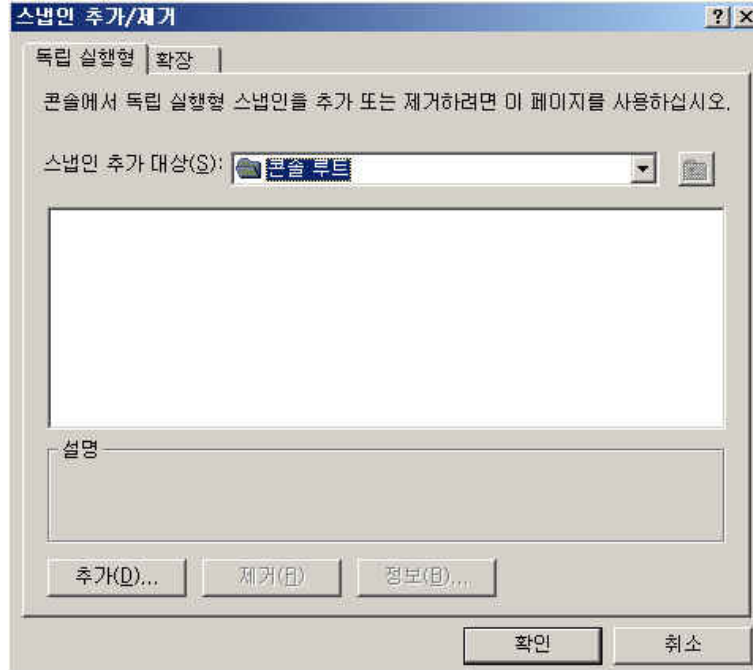 스냅인 추가/제거
독립 실행형 확장
콘솔에서 독립 실행형 스냅인을 추가 또는 제거하려면 이 페이지를 사용하십시오.
스냅인 추가 대상(S): 콘솔 루트
설명
추가(D)... 제거(R) 정보(B)...
확인 취소